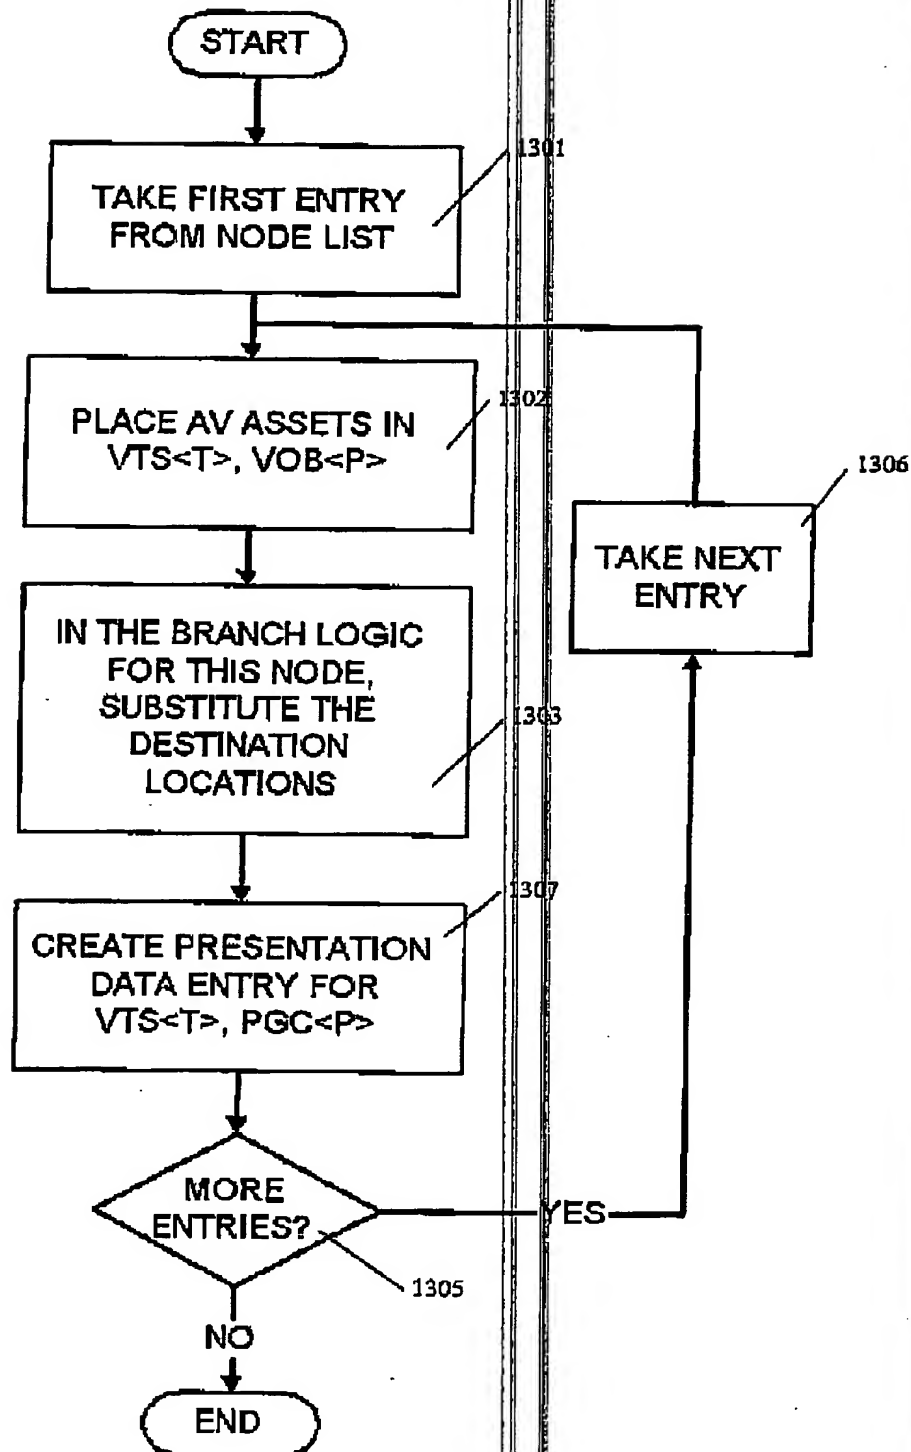 START
1301
TAKE FIRST ENTRY
FROM NODE LIST
1302
PLACE AV ASSETS IN
VTS<T>, VOB<P>
1306
TAKE NEXT
ENTRY
IN THE BRANCH LOGIC
FOR THIS NODE,
SUBSTITUTE THE
DESTINATION
LOCATIONS
1303
1307
CREATE PRESENTATION
DATA ENTRY FOR
VTS<T>, PGC<P>
MORE
ENTRIES?
YES
1305
NO
END